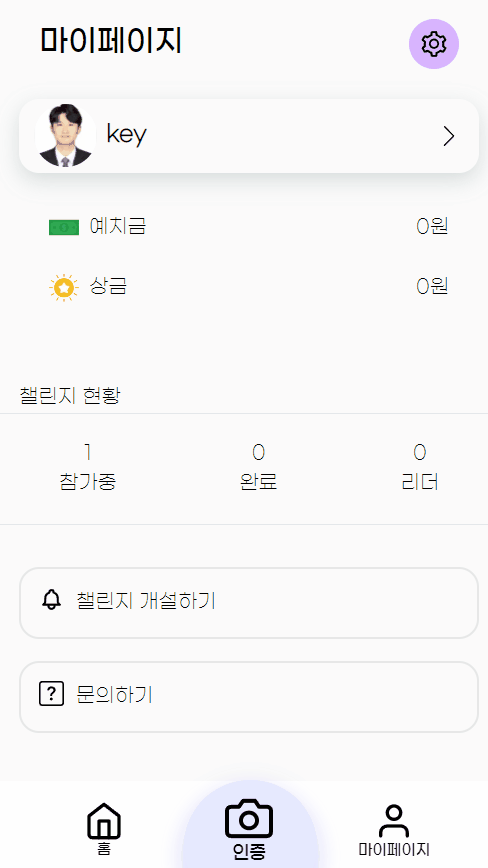 마이페이지
key
예치금 0원
상금 0원
챌린지 현황
1 0 0
참가중 완료 리더
챌린지 개설하기
? 문의하기
홈 인증 마이페이지